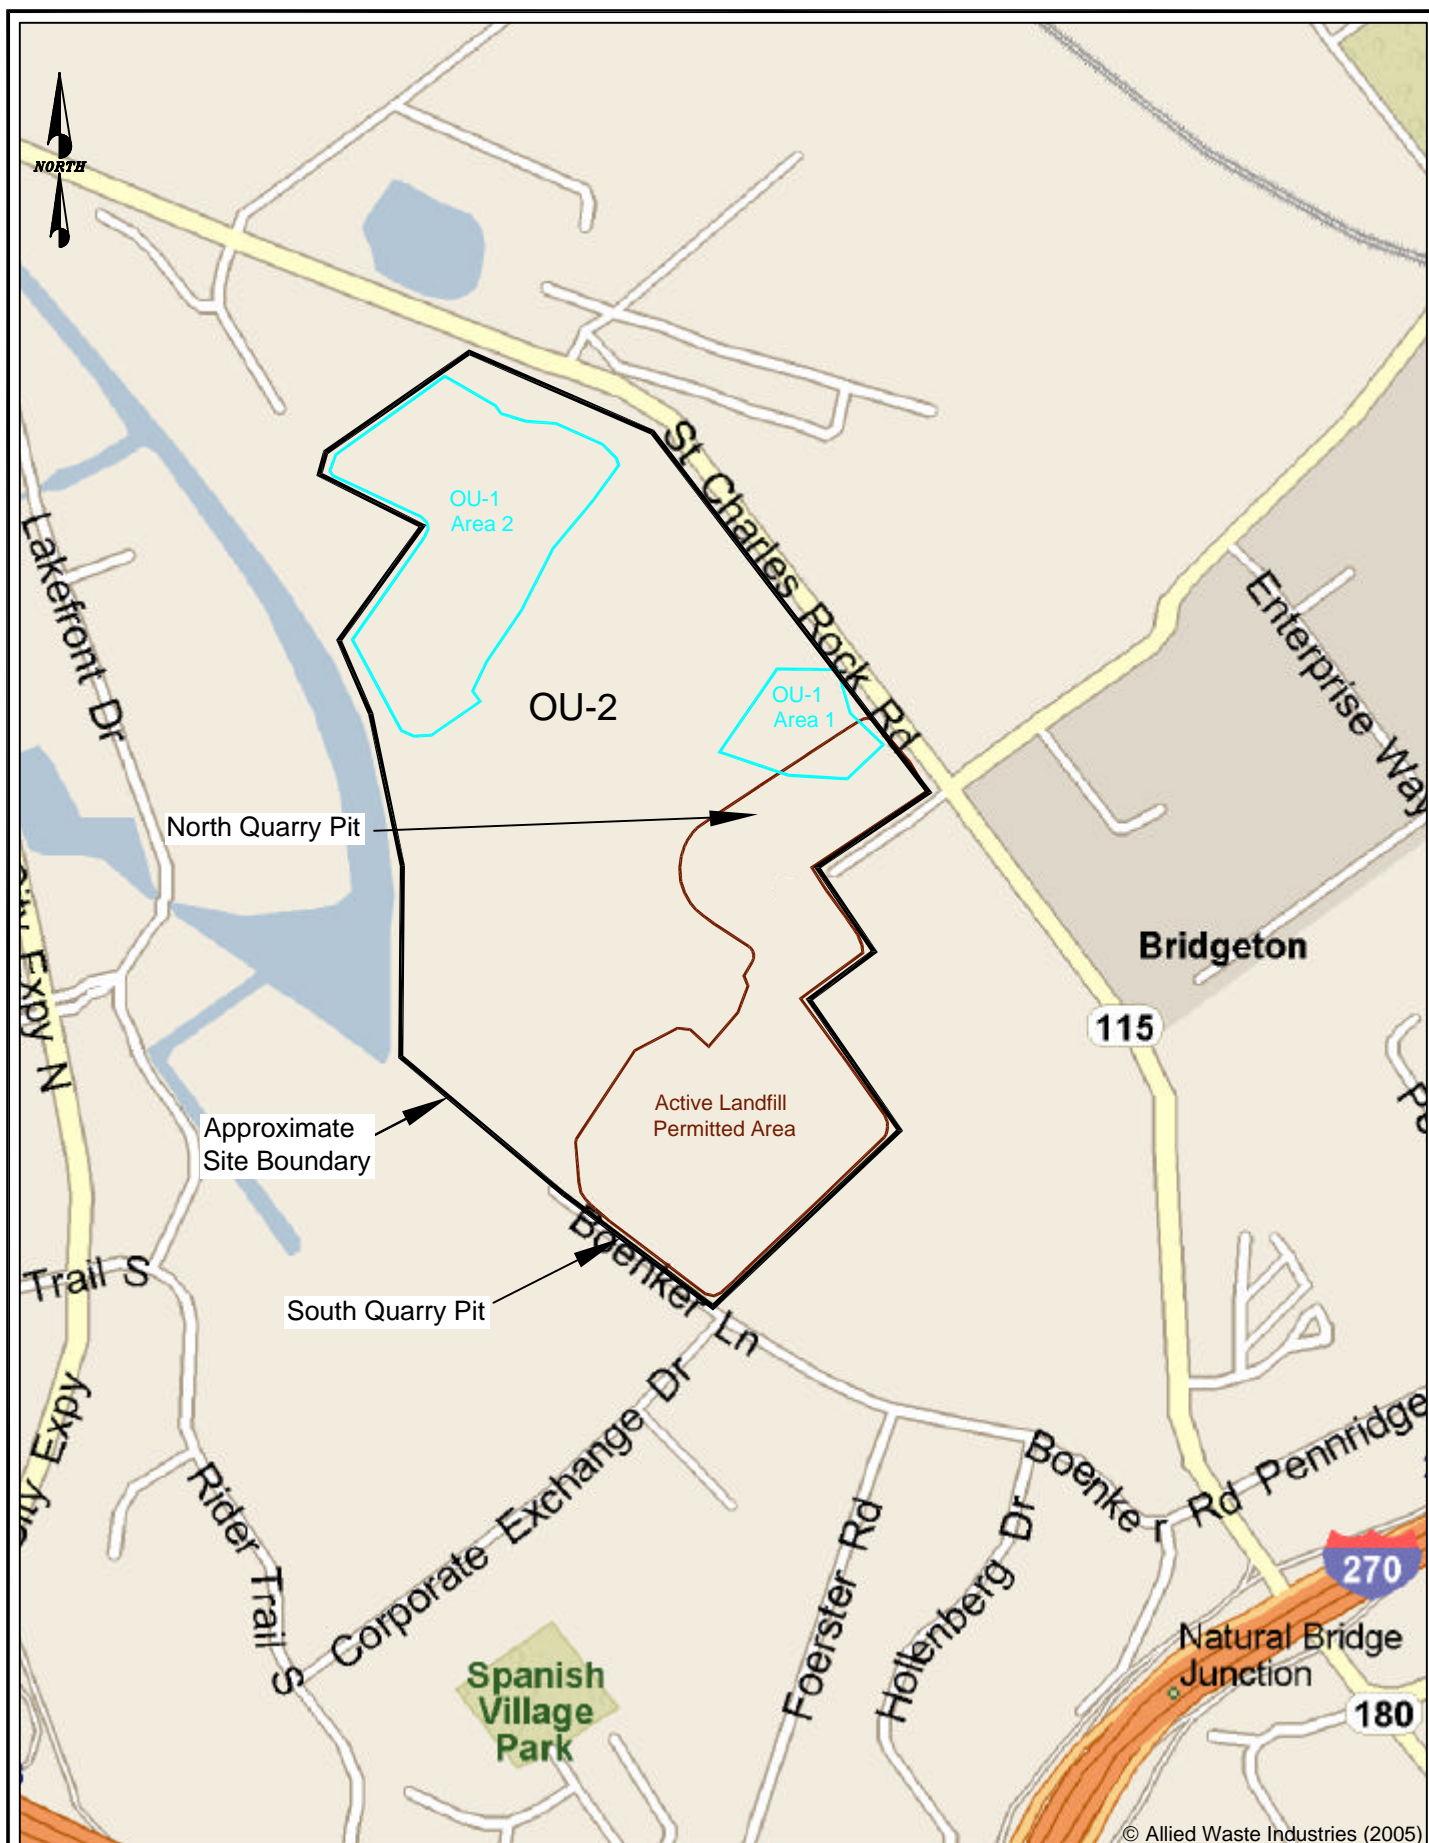 NORTH
St Charles Rock Rd
OU-1
Area 2
Lakefront Dr
Enterprise Way
OU-1
Area 1
OU-2
North Quarry Pit
Bridgeton
115
City Expy N
Active Landfill
Permitted Area
Approximate
Site Boundary
Boenker Ln
Trail S
South Quarry Pit
Expy
Corporate Exchange Dr
Rider Trail S
Foerster Rd
Hollenberg Dr
Boenker Rd
Pennridge
270
Natural Bridge
Junction
180
Spanish
Village
Park
© Allied Waste Industries (2005)